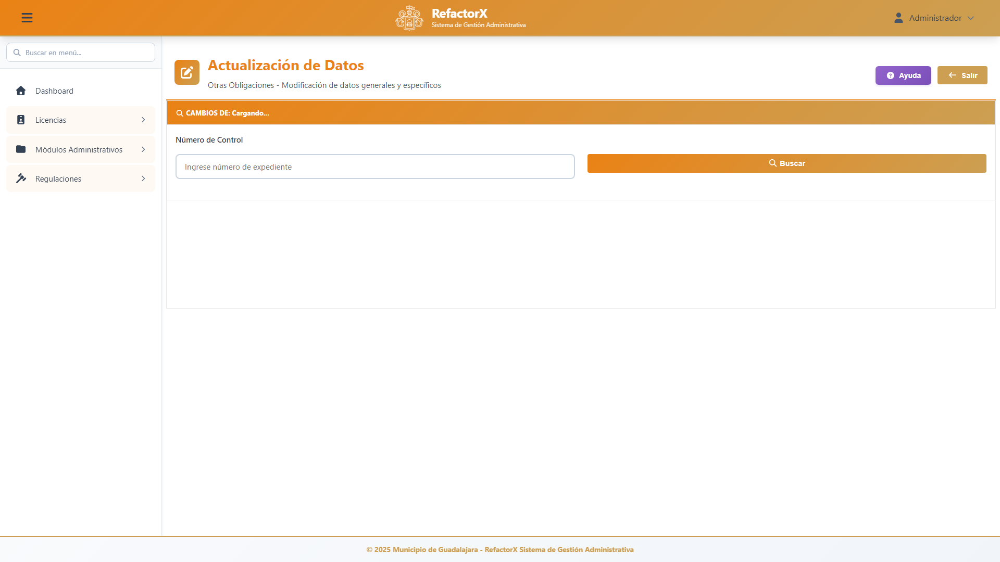 RefactorX
Sistema de Gestión Administrativa
Administrador
Buscar en menú...
Dashboard
Licencias
Módulos Administrativos
Regulaciones
Actualización de Datos
Otras Obligaciones - Modificación de datos generales y específicos
Ayuda
Salir
CAMBIOS DE: Cargando...
Número de Control
Ingrese número de expediente
Buscar
© 2025 Municipio de Guadalajara - RefactorX Sistema de Gestión Administrativa